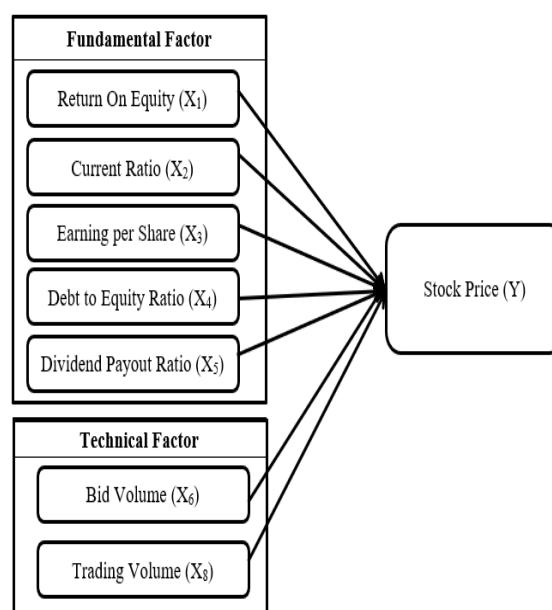 Fundamental Factor
Return On Equity (X₁)
Current Ratio (X₂)
Earning per Share (X₃)
Debt to Equity Ratio (X₄)
Dividend Payout Ratio (X₅)
Stock Price (Y)
Technical Factor
Bid Volume (X₆)
Trading Volume (X₈)